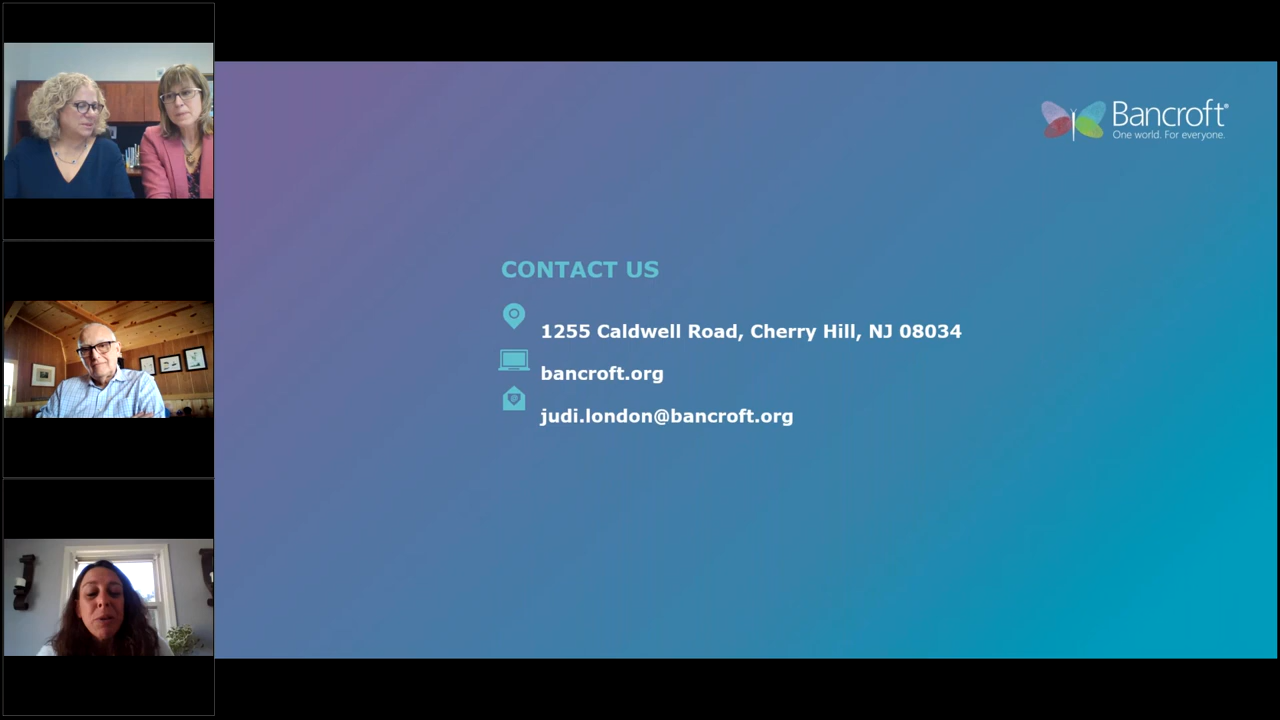 Bancroft®
One world. For everyone.
CONTACT US
1255 Caldwell Road, Cherry Hill, NJ 08034
bancroft.org
judi.london@bancroft.org